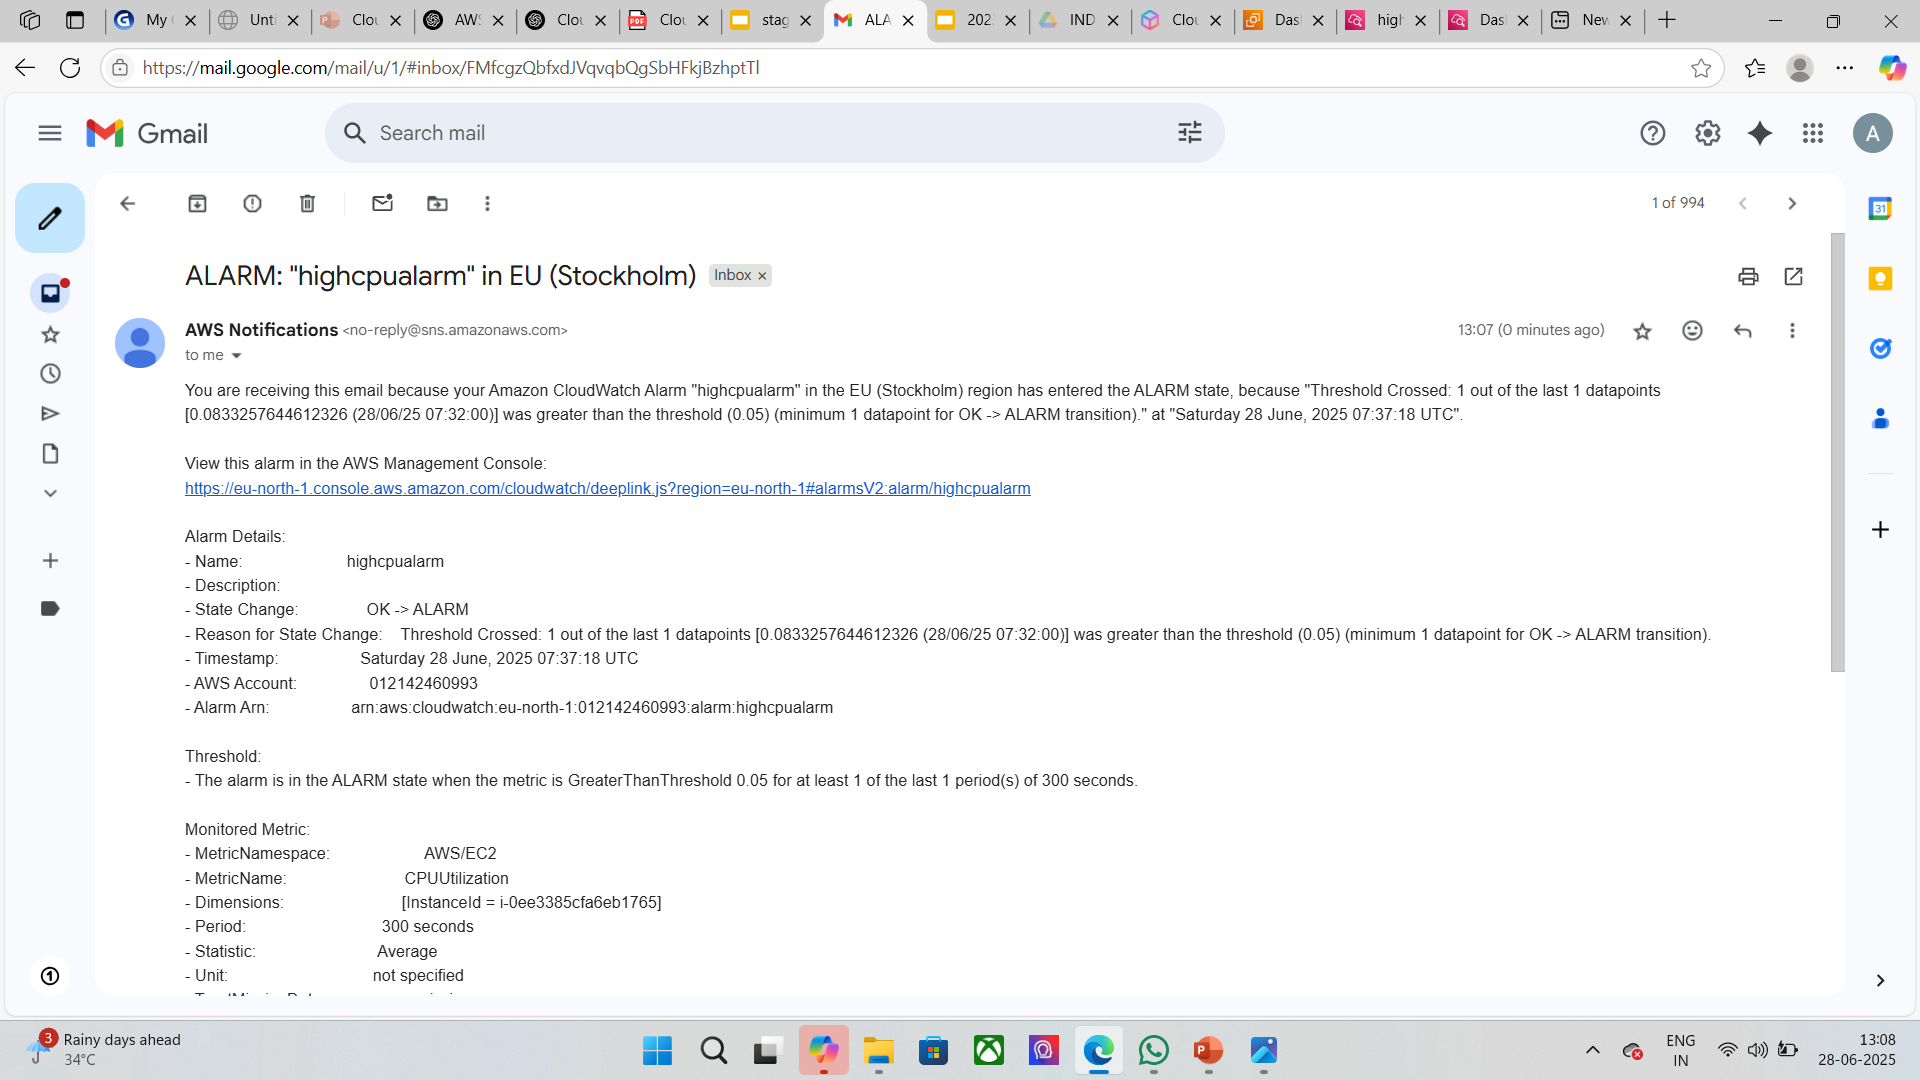 My
Unti
Clou
AWS
Clou
Clou
stag
ALA
202
IND
Clou
Das
high
Das
New
https://mail.google.com/mail/u/1/#inbox/FMfcgzQbfxdJVqvqbQgSbHFkjBzhptTl
Gmail
Search mail
A
1 of 994
31
ALARM: "highcpualarm" in EU (Stockholm) Inbox ×
AWS Notifications <no-reply@sns.amazonaws.com>
13:07 (0 minutes ago)
to me
You are receiving this email because your Amazon CloudWatch Alarm "highcpualarm" in the EU (Stockholm) region has entered the ALARM state, because "Threshold Crossed: 1 out of the last 1 datapoints
[0.0833257644612326 (28/06/25 07:32:00)] was greater than the threshold (0.05) (minimum 1 datapoint for OK -> ALARM transition)." at "Saturday 28 June, 2025 07:37:18 UTC".
View this alarm in the AWS Management Console:
https://eu-north-1.console.aws.amazon.com/cloudwatch/deeplink.js?region=eu-north-1#alarmsV2:alarm/highcpualarm
Alarm Details:
- Name: highcpualarm
- Description:
- State Change: OK -> ALARM
- Reason for State Change: Threshold Crossed: 1 out of the last 1 datapoints [0.0833257644612326 (28/06/25 07:32:00)] was greater than the threshold (0.05) (minimum 1 datapoint for OK -> ALARM transition).
- Timestamp: Saturday 28 June, 2025 07:37:18 UTC
- AWS Account: 012142460993
- Alarm Arn: arn:aws:cloudwatch:eu-north-1:012142460993:alarm:highcpualarm
Threshold:
- The alarm is in the ALARM state when the metric is GreaterThanThreshold 0.05 for at least 1 of the last 1 period(s) of 300 seconds.
Monitored Metric:
- MetricNamespace: AWS/EC2
- MetricName: CPUUtilization
- Dimensions: [InstanceId = i-0ee3385cfa6eb1765]
- Period: 300 seconds
- Statistic: Average
- Unit: not specified
3
Rainy days ahead
34°C
ENG
IN
13:08
28-06-2025